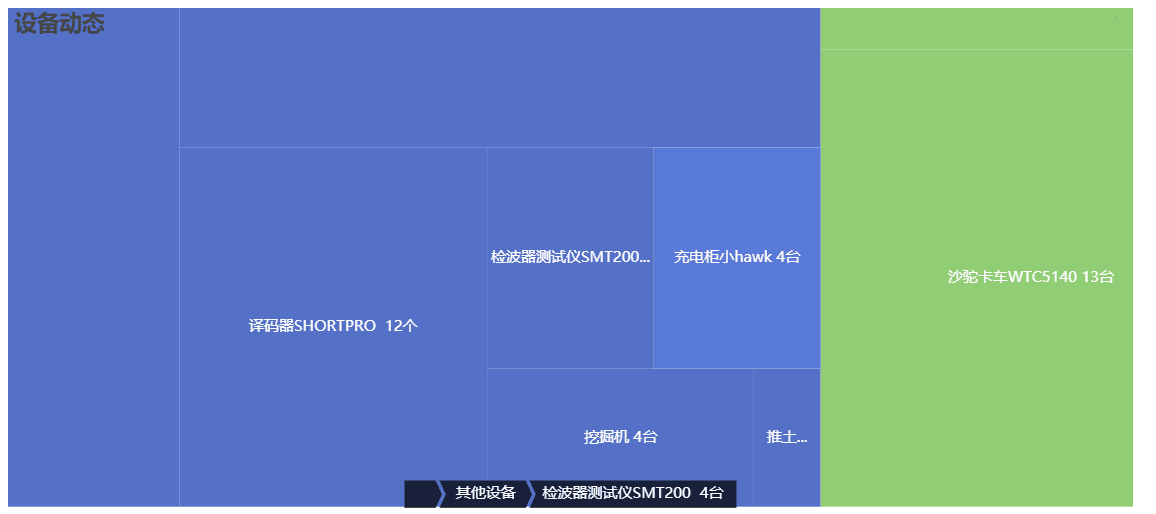 设备动态
检波器测试仪SMT200...
充电柜小hawk 4台
沙驼卡车WTC5140 13台
译码器SHORTPRO  12个
挖掘机 4台
推土...
其他设备
检波器测试仪SMT200  4台